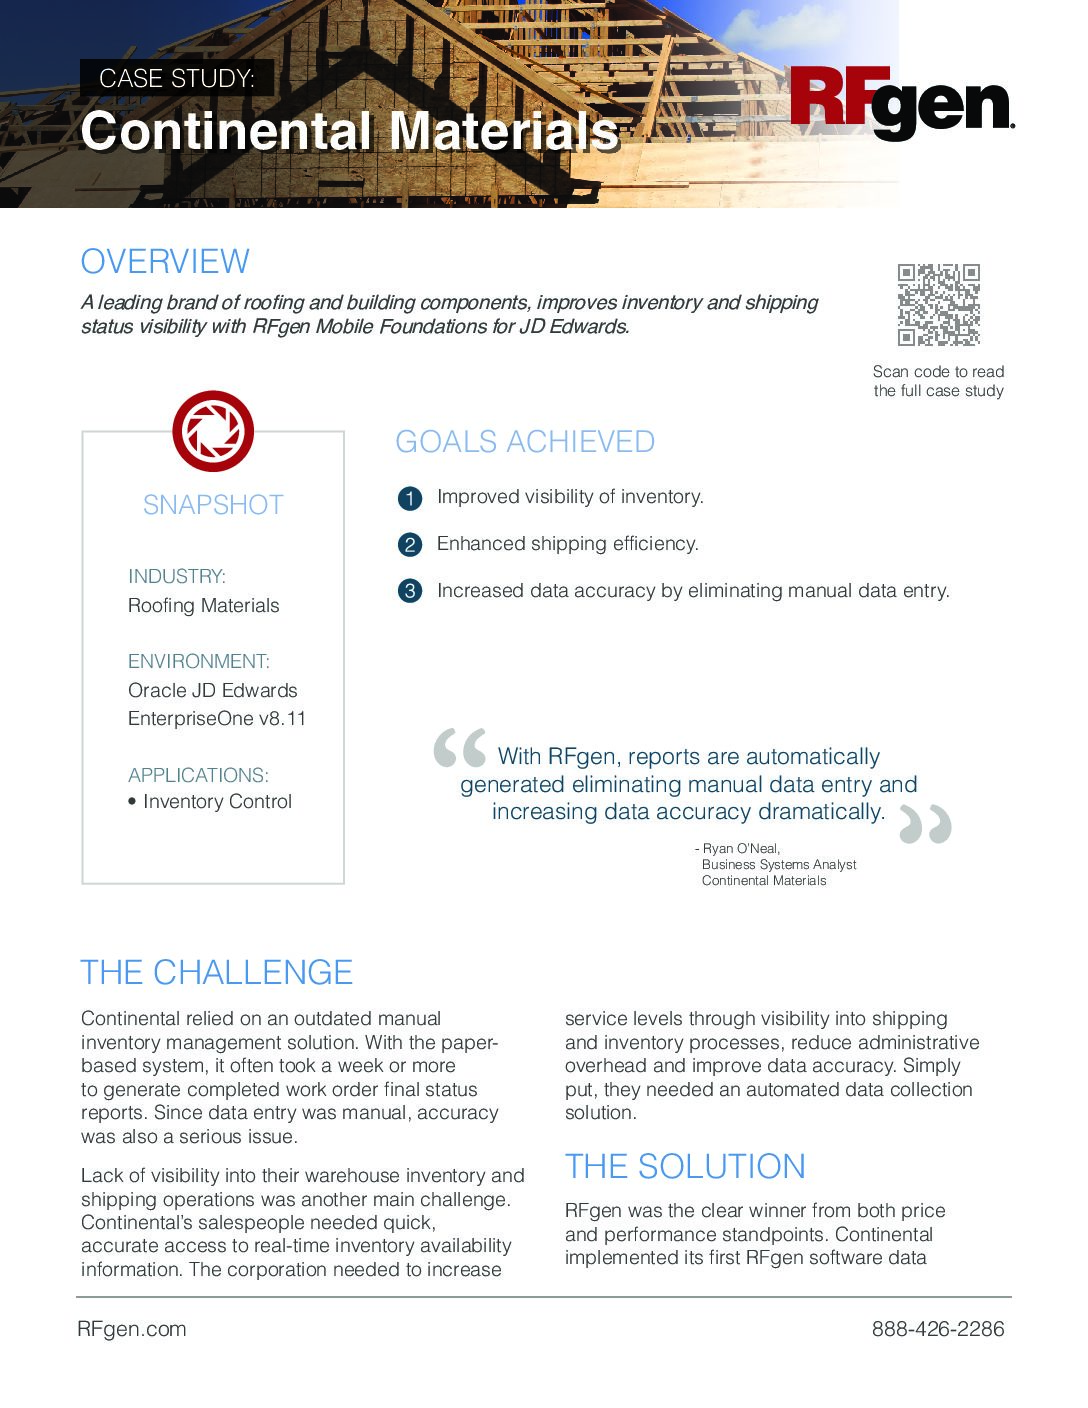 CASE STUDY:
Continental Materials
RFgen.
OVERVIEW
A leading brand of roofing and building components, improves inventory and shipping
status visibility with RFgen Mobile Foundations for JD Edwards.
Scan code to read
the full case study
SNAPSHOT
INDUSTRY:
Roofing Materials
ENVIRONMENT:
Oracle JD Edwards
EnterpriseOne v8.11
APPLICATIONS:
• Inventory Control
GOALS ACHIEVED
1 Improved visibility of inventory.
2 Enhanced shipping efficiency.
3 Increased data accuracy by eliminating manual data entry.
“ With RFgen, reports are automatically
generated eliminating manual data entry and
increasing data accuracy dramatically. ”
- Ryan O’Neal,
Business Systems Analyst
Continental Materials
THE CHALLENGE
Continental relied on an outdated manual
inventory management solution. With the paper-
based system, it often took a week or more
to generate completed work order final status
reports. Since data entry was manual, accuracy
was also a serious issue.
Lack of visibility into their warehouse inventory and
shipping operations was another main challenge.
Continental’s salespeople needed quick,
accurate access to real-time inventory availability
information. The corporation needed to increase
service levels through visibility into shipping
and inventory processes, reduce administrative
overhead and improve data accuracy. Simply
put, they needed an automated data collection
solution.
THE SOLUTION
RFgen was the clear winner from both price
and performance standpoints. Continental
implemented its first RFgen software data
RFgen.com
888-426-2286